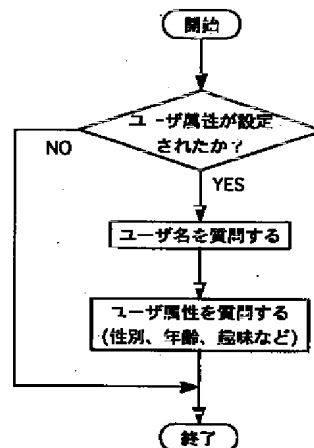 開始
ユーザ属性が設定
されたか？
NO
YES
ユーザ名を質問する
ユーザ属性を質問する
(性別、年齢、趣味など)
終了